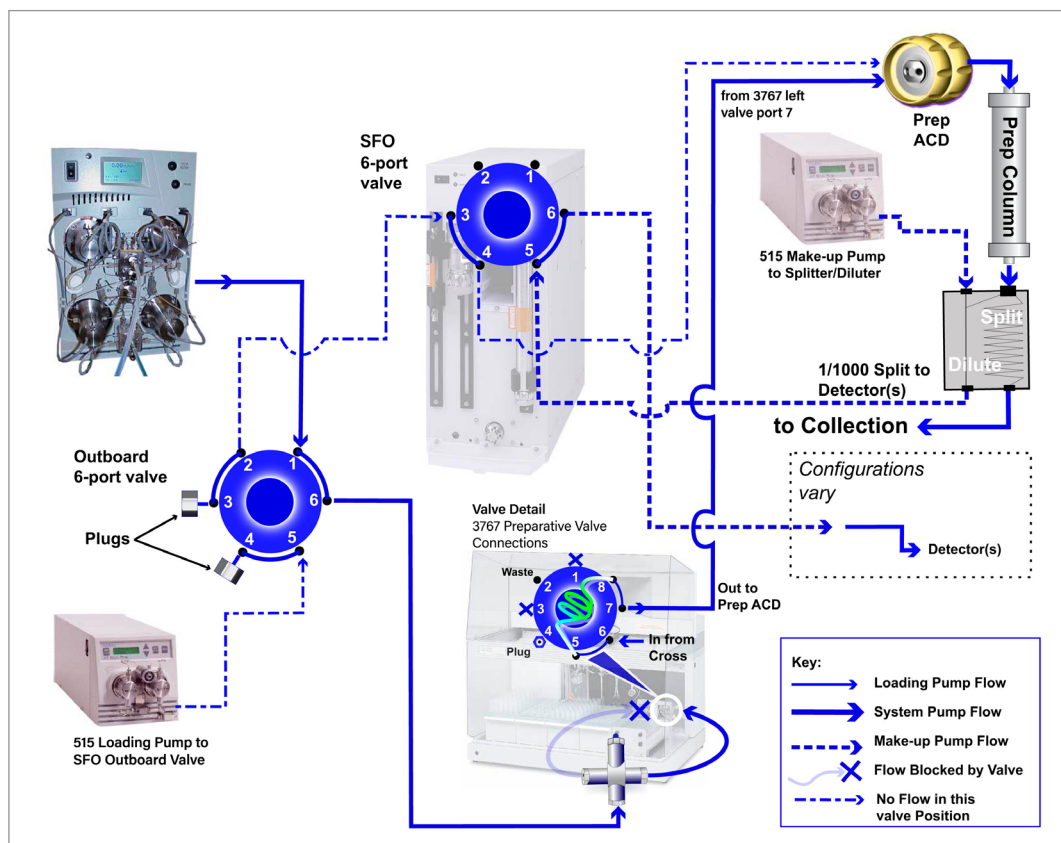 from 3767 left
valve port 7
Prep
ACD
Prep Column
SFO
6-port
valve
2
1
3
6
4
5
515 Make-up Pump
to Splitter/Diluter
Split
Dilute
1/1000 Split to
Detector(s)
to Collection
Outboard
6-port valve
2
1
3
6
4
5
Plugs
Configurations
vary
Detector(s)
Valve Detail
3767 Preparative Valve
Connections
Waste
1
2
8
3
7
4
6
5
Plug
Out to
Prep ACD
In from
Cross
515 Loading Pump to
SFO Outboard Valve
Key:
Loading Pump Flow
System Pump Flow
Make-up Pump Flow
Flow Blocked by Valve
No Flow in this
valve Position